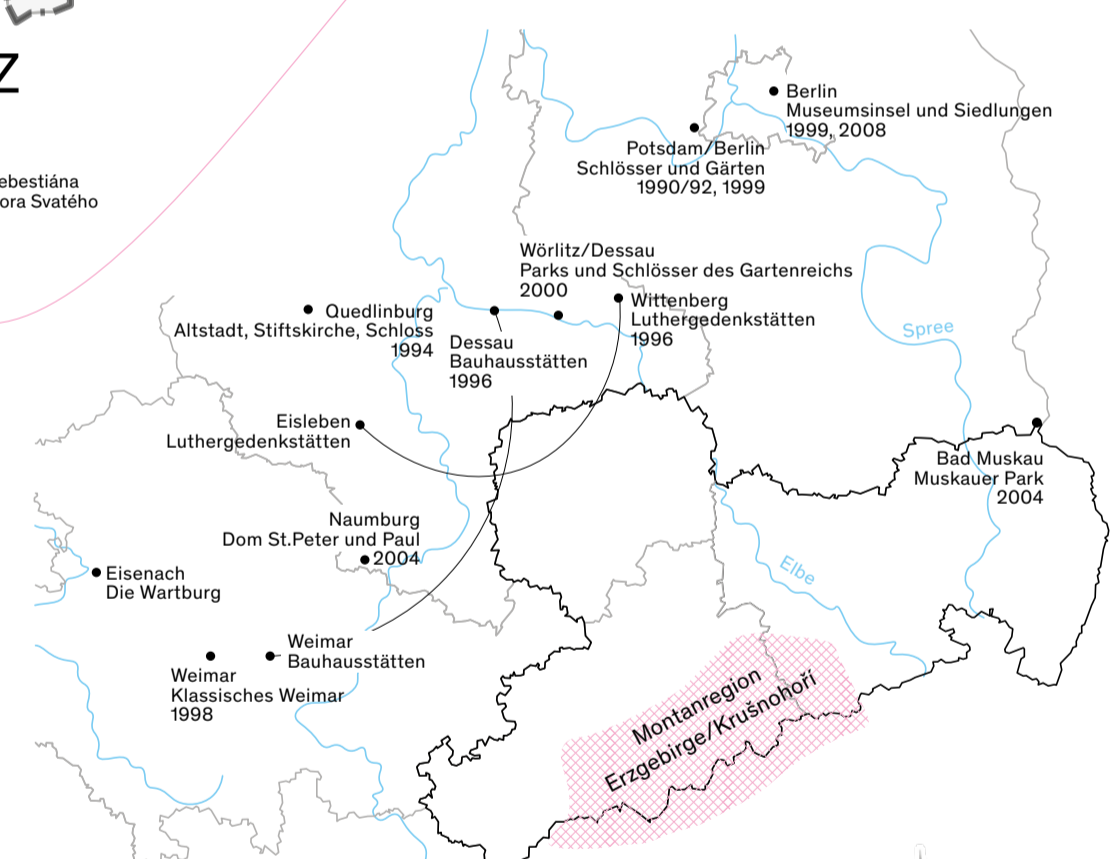 Z
ebestiána
ora Svatého
Berlin
Museumsinsel und Siedlungen
1999, 2008
Potsdam/Berlin
Schlösser und Gärten
1990/92, 1999
Wörlitz/Dessau
Parks und Schlösser des Gartenreichs
2000
Wittenberg
Luthergedenkstätten
1996
Quedlinburg
Altstadt, Stiftskirche, Schloss
1994
Dessau
Bauhausstätten
1996
Spree
Eisleben
Luthergedenkstätten
Bad Muskau
Muskauer Park
2004
Naumburg
Dom St.Peter und Paul
2004
Eisenach
Die Wartburg
Elbe
Weimar
Bauhausstätten
Weimar
Klassisches Weimar
1998
Montanregion
Erzgebirge/Krušnohoří